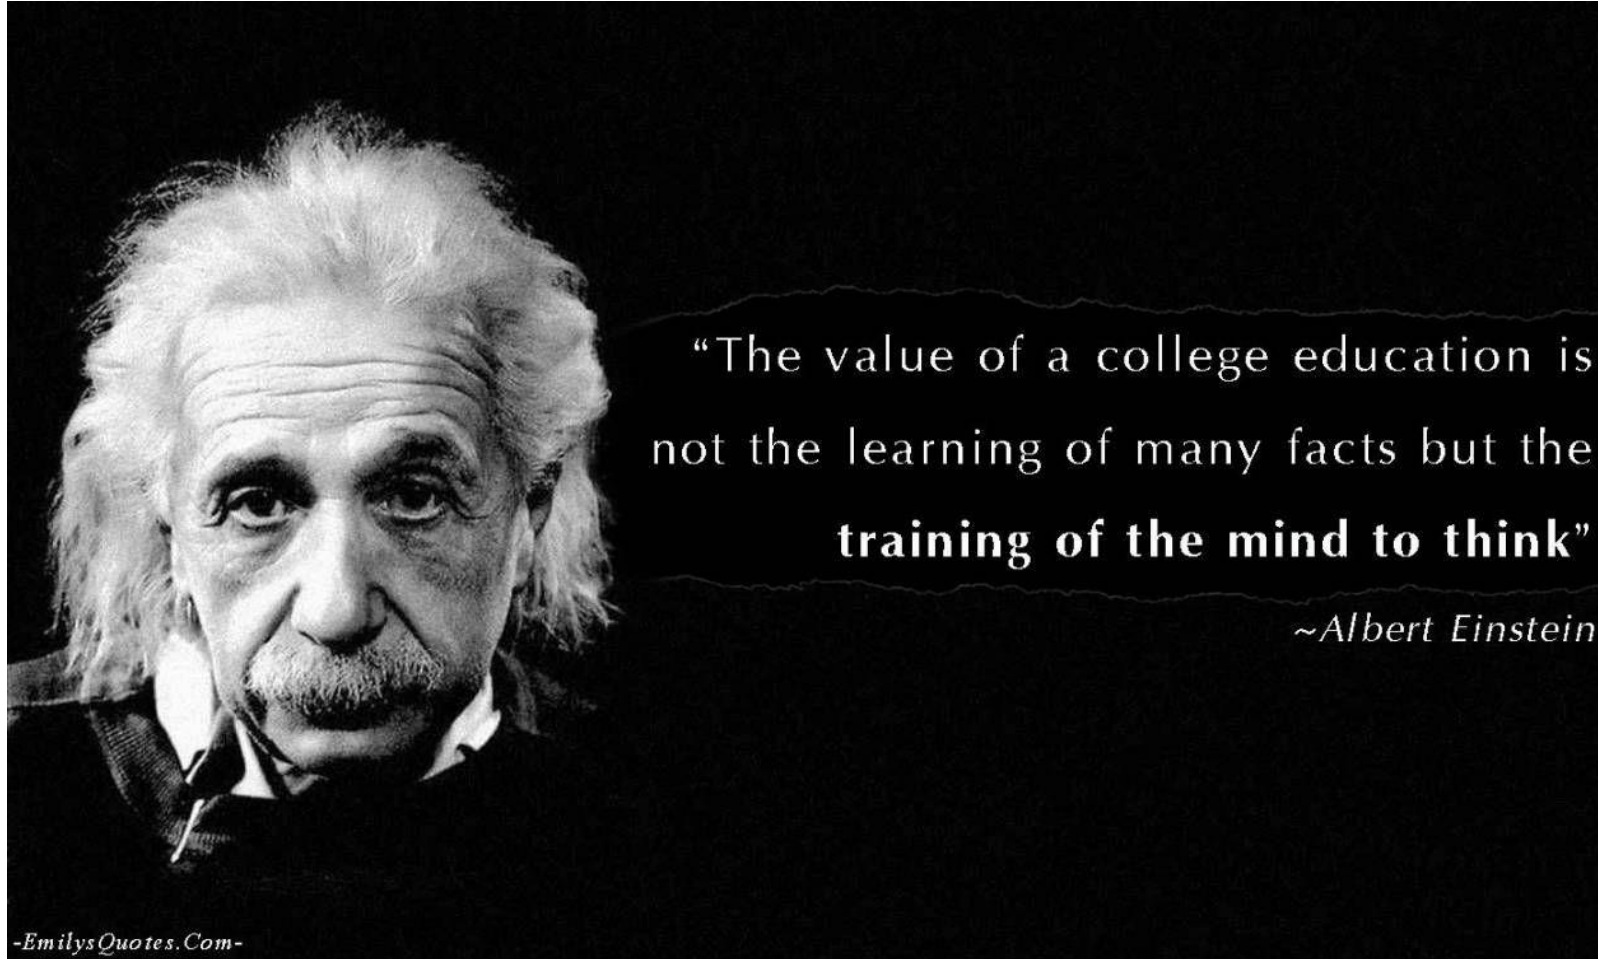 “The value of a college education is
not the learning of many facts but the
training of the mind to think”
~Albert Einstein
-EmilysQuotes.Com-